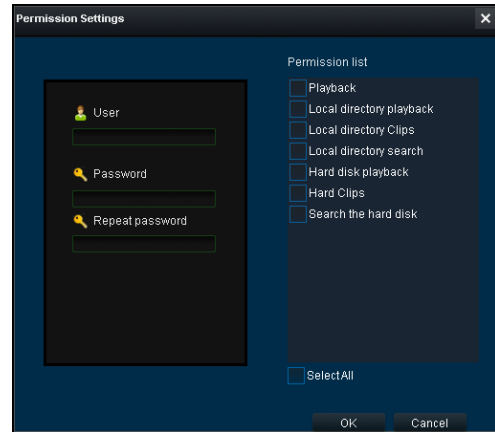 Permission Settings
User
Password
Repeat password
Permission list
Playback
Local directory playback
Local directory Clips
Local directory search
Hard disk playback
Hard Clips
Search the hard disk
SelectAll
OK
Cancel